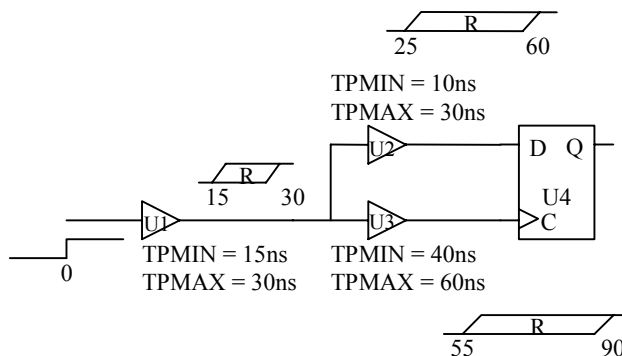 R
25 60
TPMIN = 10ns
TPMAX = 30ns
U2 D Q
R
15 30
U4
U1 U3 C
0
TPMIN = 15ns TPMIN = 40ns
TPMAX = 30ns TPMAX = 60ns
R
55 90